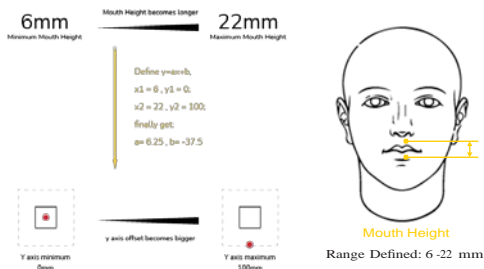 6mm
Minimum Mouth Height
Mouth Height becomes longer
22mm
Maximum Mouth Height
Define y=ax+b,
x1 = 6 , y1 = 0;
x2 = 22 , y2 = 100;
finally get:
a= 6.25 , b= -37.5
Y axis minimum
0mm
y axis offset becomes bigger
Y axis maximum
100mm
Mouth Height
Range Defined: 6 -22 mm